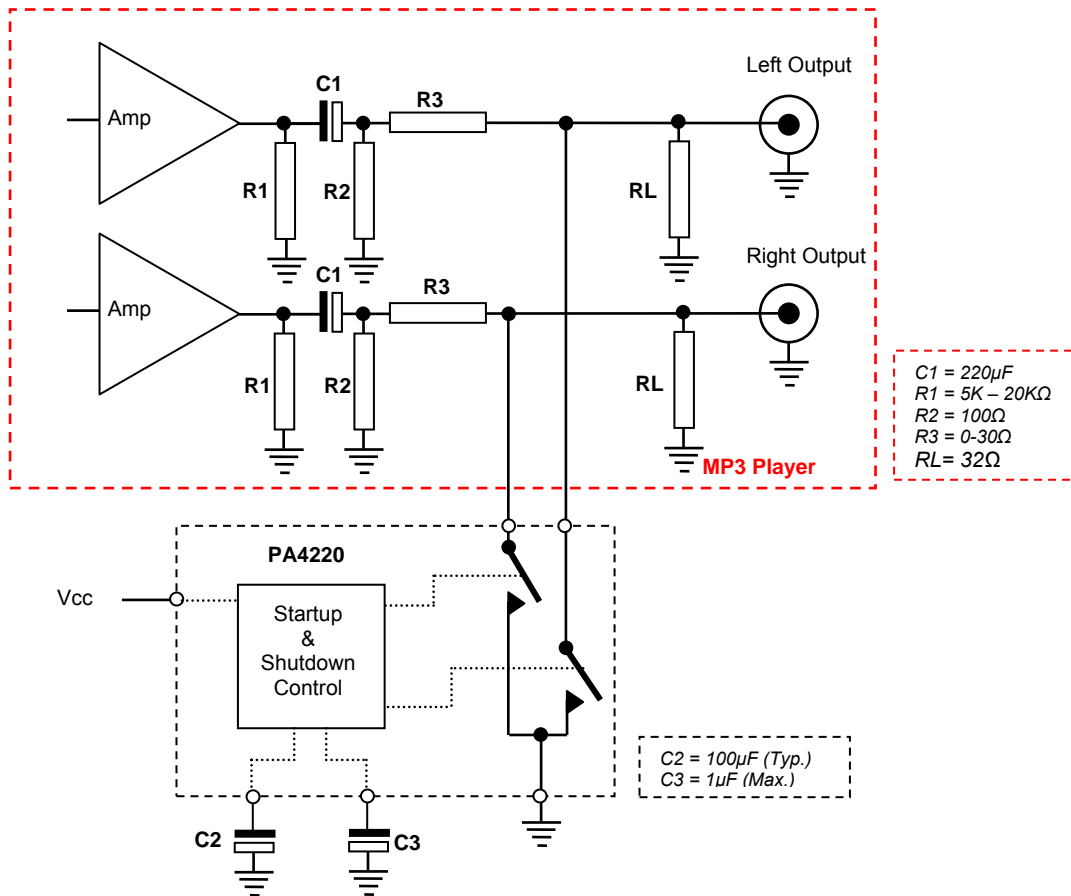 Left Output
C1
R3
Amp
R1
R2
RL
Right Output
C1
R3
Amp
R1
R2
RL
MP3 Player
C1 = 220µF
R1 = 5K – 20KΩ
R2 = 100Ω
R3 = 0-30Ω
RL= 32Ω
PA4220
Vcc
Startup
&
Shutdown
Control
C2 = 100µF (Typ.)
C3 = 1µF (Max.)
C2
C3